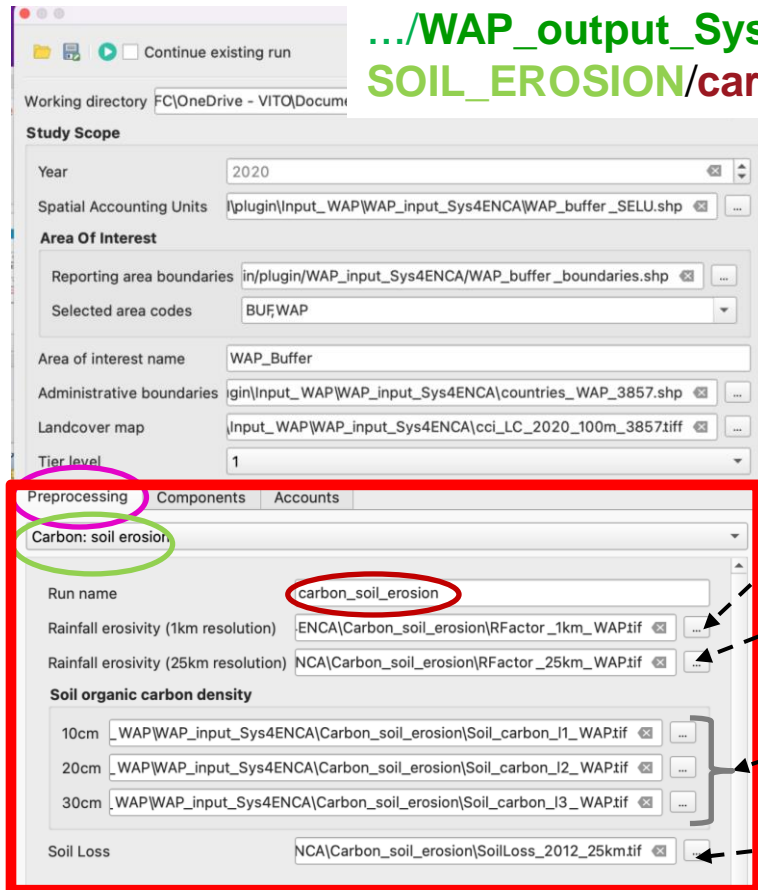 …/WAP_output_Sys
SOIL_EROSION/car
Continue existing run
Working directory FC\OneDrive - VITO\Docume
Study Scope
Year 2020
Spatial Accounting Units l\plugin\Input_WAP\WAP_input_Sys4ENCA\WAP_buffer_SELU.shp ...
Area Of Interest
Reporting area boundaries in/plugin/WAP_input_Sys4ENCA/WAP_buffer_boundaries.shp ...
Selected area codes BUF,WAP
Area of interest name WAP_Buffer
Administrative boundaries gin\Input_WAP\WAP_input_Sys4ENCA\countries_WAP_3857.shp ...
Landcover map \Input_WAP\WAP_input_Sys4ENCA\cci_LC_2020_100m_3857.tiff ...
Tier level 1
Preprocessing Components Accounts
Carbon: soil erosion
Run name carbon_soil_erosion
Rainfall erosivity (1km resolution) ENCA\Carbon_soil_erosion\RFactor_1km_WAP.tif ...
Rainfall erosivity (25km resolution) NCA\Carbon_soil_erosion\RFactor_25km_WAP.tif ...
Soil organic carbon density
10cm _WAP\WAP_input_Sys4ENCA\Carbon_soil_erosion\Soil_carbon_l1_WAP.tif ...
20cm _WAP\WAP_input_Sys4ENCA\Carbon_soil_erosion\Soil_carbon_l2_WAP.tif ...
30cm _WAP\WAP_input_Sys4ENCA\Carbon_soil_erosion\Soil_carbon_l3_WAP.tif ...
Soil Loss NCA\Carbon_soil_erosion\SoilLoss_2012_25km.tif ...